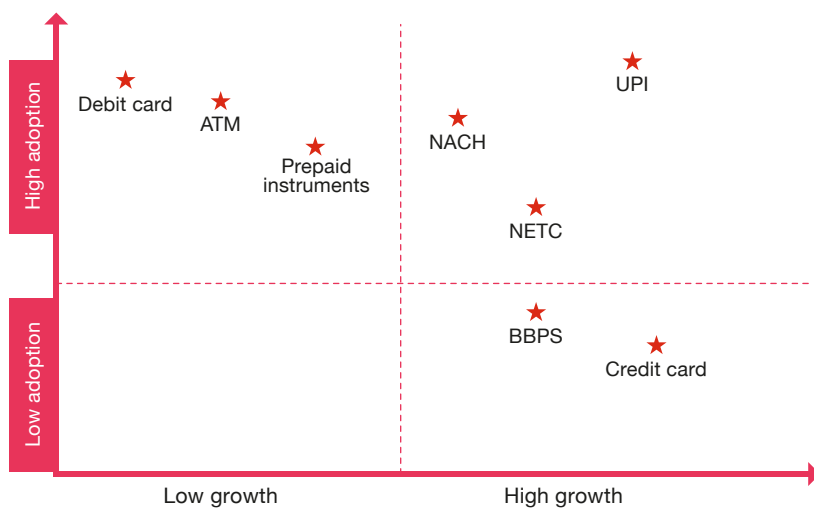 High adoption
Debit card
ATM
Prepaid
instruments
NACH
UPI
NETC
Low adoption
BBPS
Credit card
Low growth
High growth